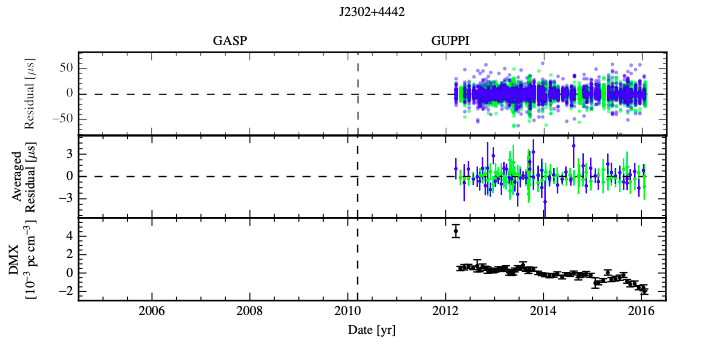 J2302+4442
GASP GUPPI
Residual [μs]
50
0
−50
Averaged
Residual [μs]
3
0
−3
DMX
[10⁻³ pc cm⁻³]
4
2
0
−2
2006 2008 2010 2012 2014 2016
Date [yr]